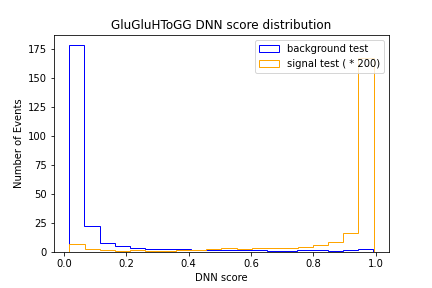 GluGluHToGG DNN score distribution
background test
signal test ( * 200)
175
150
125
100
75
50
25
0
Number of Events
0.0 0.2 0.4 0.6 0.8 1.0
DNN score